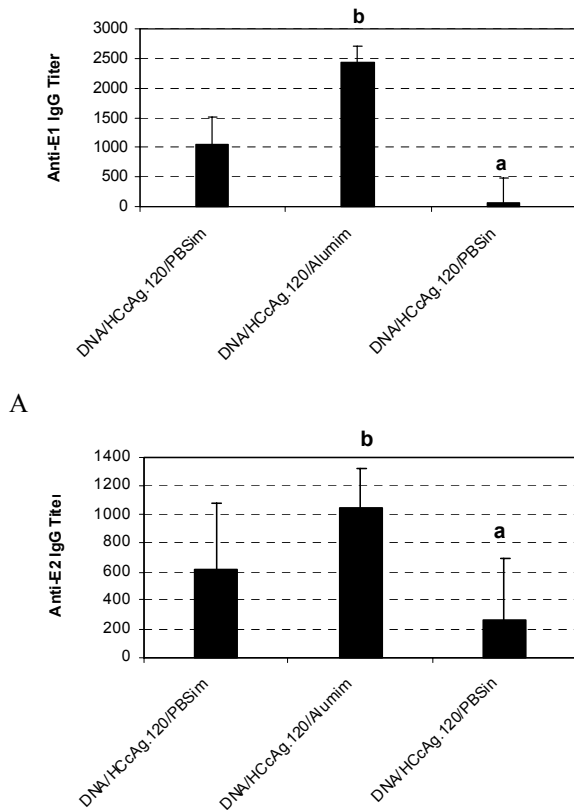 b
3000
2500
2000
1500
1000
500
0
Anti-E1 IgG Titer
a
DNA/HCcAg.120/PBSim
DNA/HCcAg.120/Alumim
DNA/HCcAg.120/PBSin
A
b
1400
1200
1000
800
600
400
200
0
Anti-E2 IgG Titer
a
DNA/HCcAg.120/PBSim
DNA/HCcAg.120/Alumim
DNA/HCcAg.120/PBSin